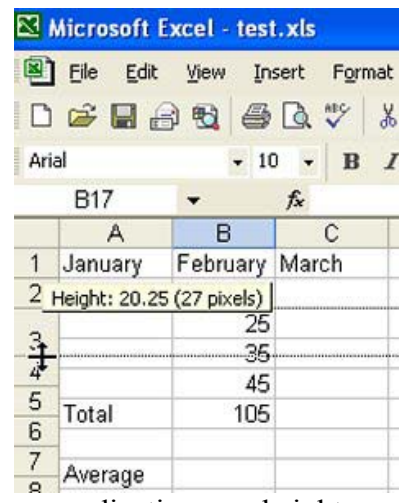 Microsoft Excel - test.xls
File Edit View Insert Format
Arial 10 B I
B17 fx
A B C
1 January February March
2 Height: 20.25 (27 pixels)
25
3
35
4
45
5 Total 105
6
7
Average
8